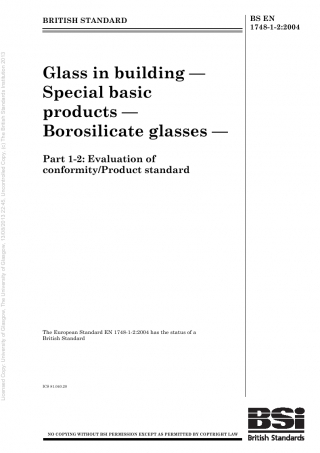 BRITISH STANDARD
BS EN
1748-1-2:2004
Glass in building —
Special basic
products —
Borosilicate glasses —
Part 1-2: Evaluation of
conformity/Product standard
The European Standard EN 1748-1-2:2004 has the status of a
British Standard
ICS 81.040.20
NO COPYING WITHOUT BSI PERMISSION EXCEPT AS PERMITTED BY COPYRIGHT LAW
BSi
British Standards
Licensed Copy: University of Glasgow, The University of Glasgow,
Uncontrolled Copy, (c) The British Standards Institution 2013